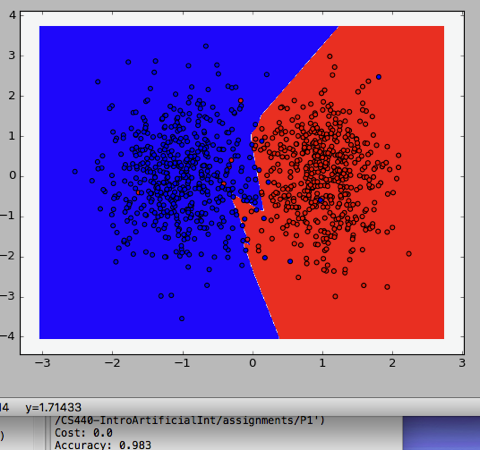 4
3
2
1
0
−1
−2
−3
−4
−3 −2 −1 0 1 2 3
14 y=1.71433
/CS440-IntroArtificialInt/assignments/P1')
) Cost: 0.0
Accuracy: 0.983